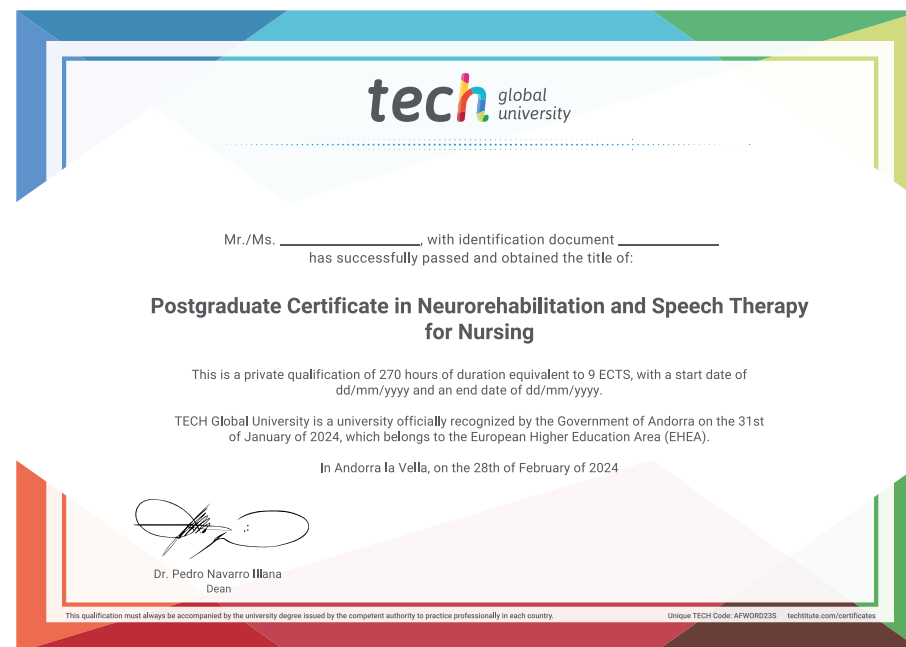 tech global
university
Mr./Ms. ____________, with identification document ____________
has successfully passed and obtained the title of:
Postgraduate Certificate in Neurorehabilitation and Speech Therapy
for Nursing
This is a private qualification of 270 hours of duration equivalent to 9 ECTS, with a start date of
dd/mm/yyyy and an end date of dd/mm/yyyy.
TECH Global University is a university officially recognized by the Government of Andorra on the 31st
of January of 2024, which belongs to the European Higher Education Area (EHEA).
In Andorra la Vella, on the 28th of February of 2024
Dr. Pedro Navarro Illana
Dean
This qualification must always be accompanied by the university degree issued by the competent authority to practice professionally in each country. Unique TECH Code: AFWORD23S techtitute.com/certificates